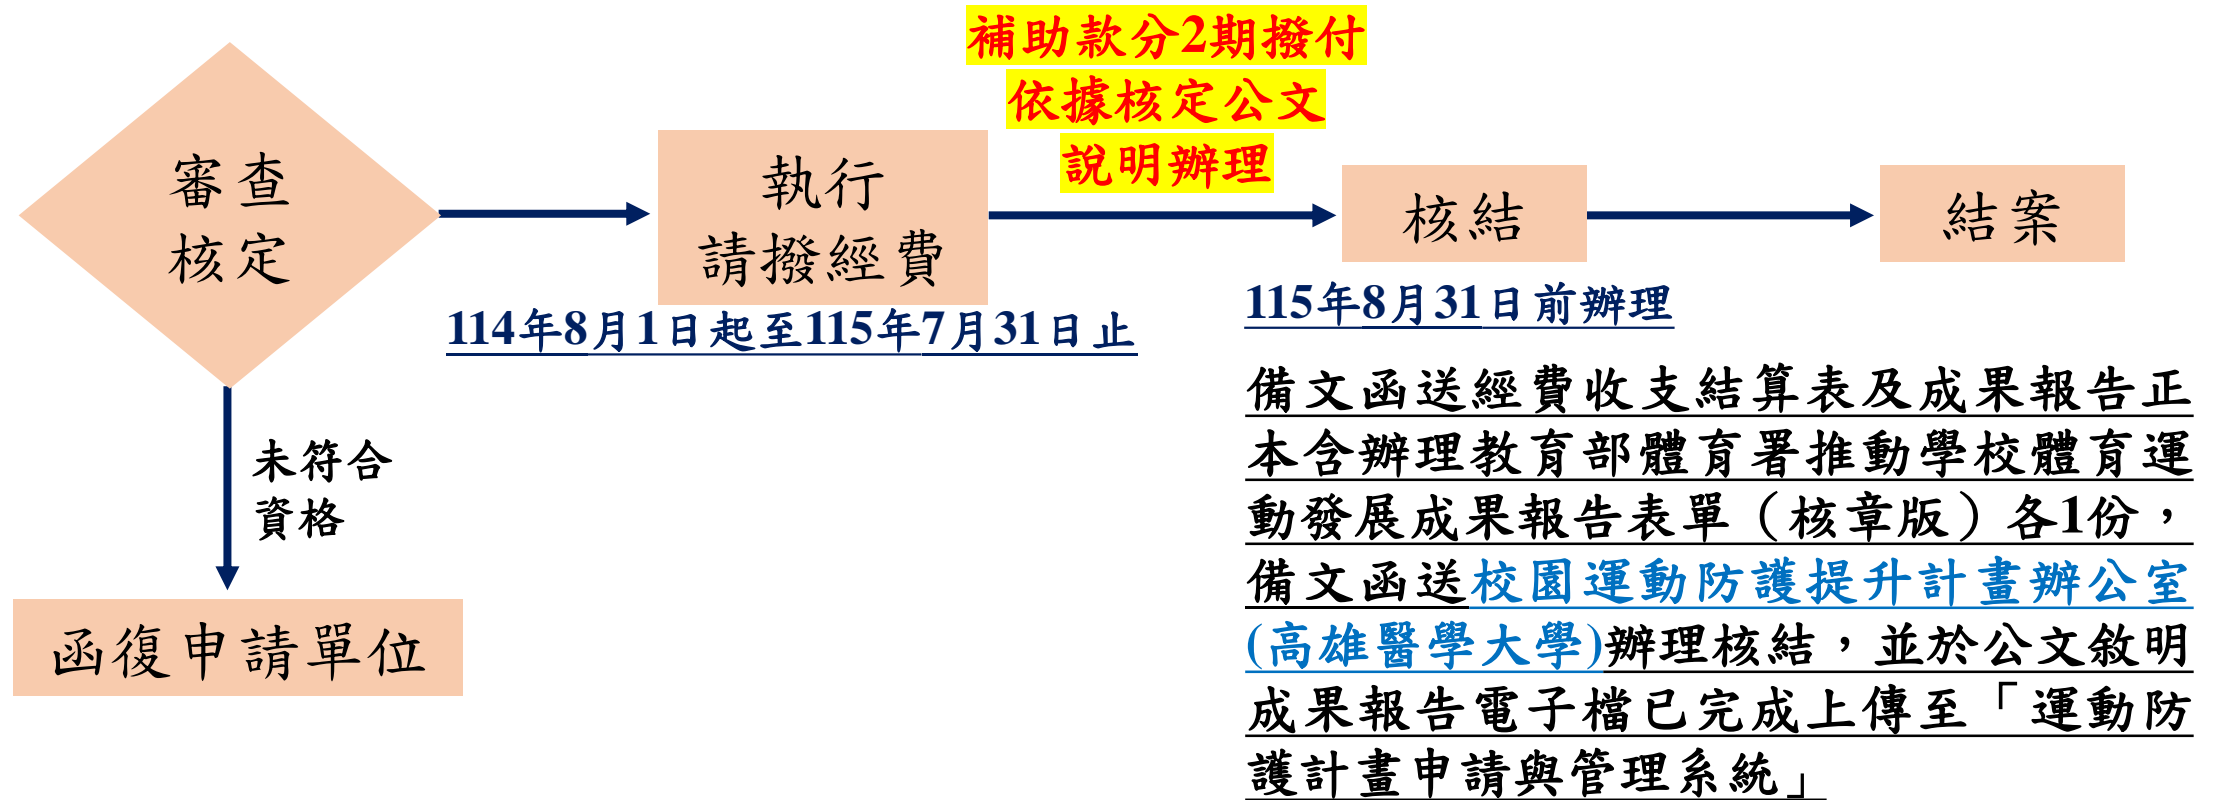 補助款分2期撥付
依據核定公文
說明辦理
審查
核定
執行
請撥經費
核結
結案
114年8月1日起至115年7月31日止
115年8月31日前辦理
未符合
資格
函復申請單位
備文函送經費收支結算表及成果報告正
本含辦理教育部體育署推動學校體育運
動發展成果報告表單（核章版）各1份，
備文函送校園運動防護提升計畫辦公室
(高雄醫學大學)辦理核結，並於公文敘明
成果報告電子檔已完成上傳至「運動防
護計畫申請與管理系統」